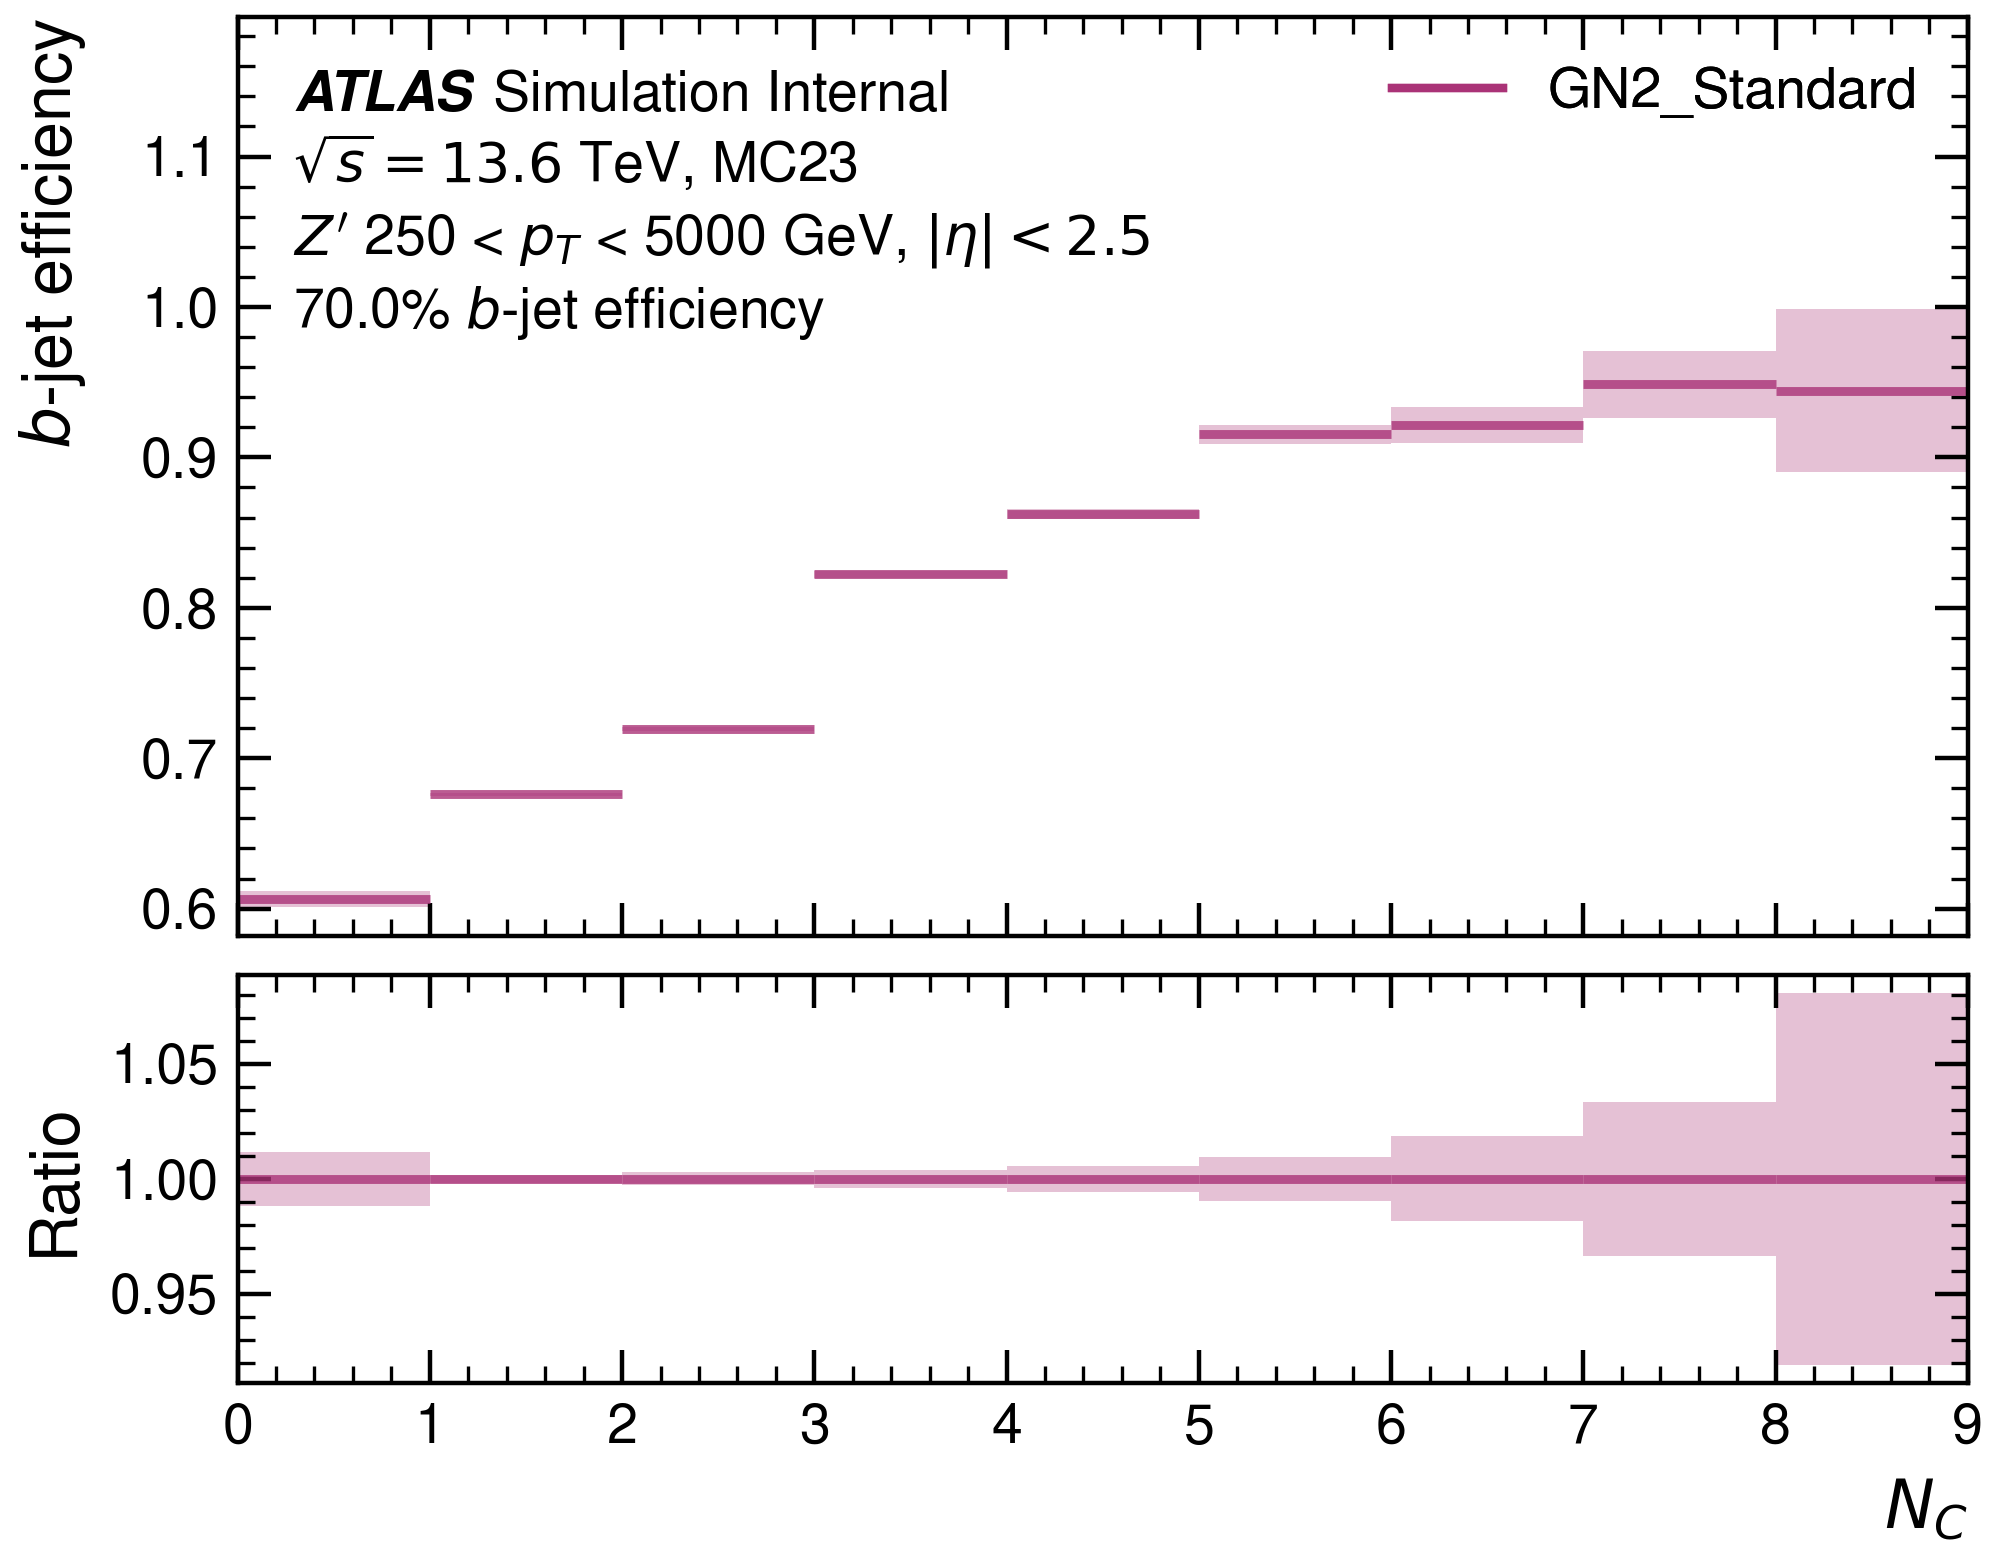 b-jet efficiency
ATLAS Simulation Internal
√s = 13.6 TeV, MC23
Z′ 250 < p_T < 5000 GeV, |η| < 2.5
70.0% b-jet efficiency
GN2_Standard
1.1
1.0
0.9
0.8
0.7
0.6
Ratio
1.05
1.00
0.95
0 1 2 3 4 5 6 7 8 9
N_C